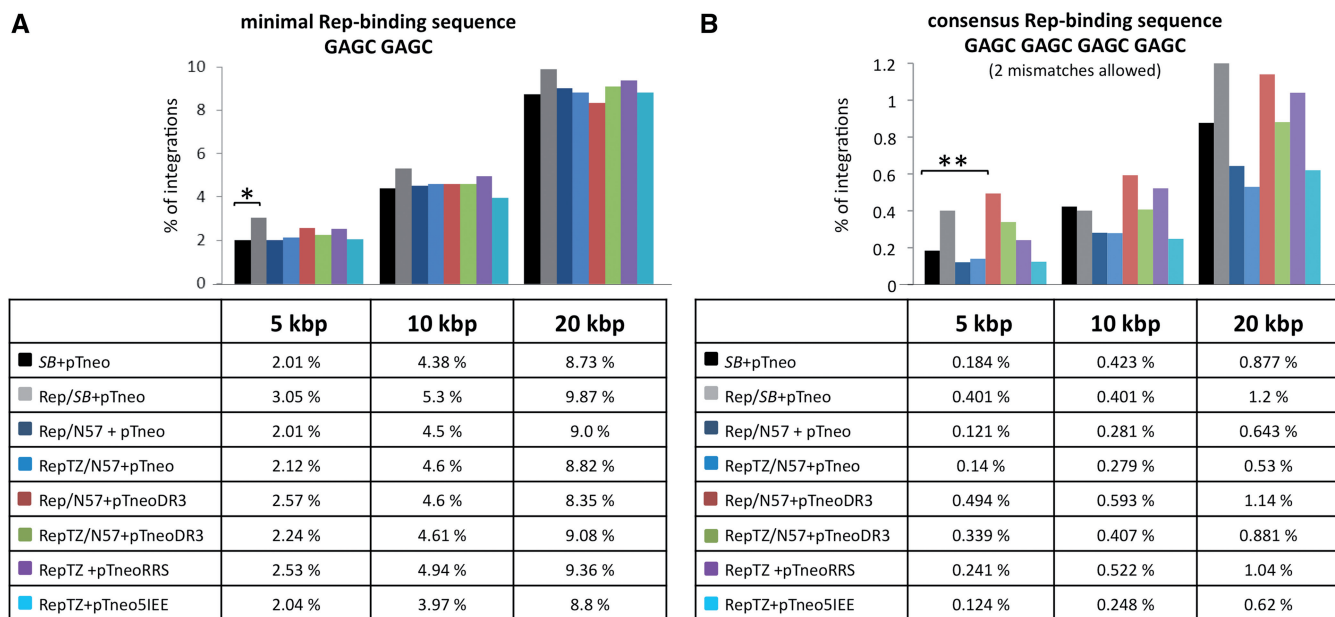 A
minimal Rep-binding sequence
GAGC GAGC
% of integrations
10
8
6
4
2
0
*
5 kbp 10 kbp 20 kbp
SB+pTneo 2.01 % 4.38 % 8.73 %
Rep/SB+pTneo 3.05 % 5.3 % 9.87 %
Rep/N57 + pTneo 2.01 % 4.5 % 9.0 %
RepTZ/N57+pTneo 2.12 % 4.6 % 8.82 %
Rep/N57+pTneoDR3 2.57 % 4.6 % 8.35 %
RepTZ/N57+pTneoDR3 2.24 % 4.61 % 9.08 %
RepTZ +pTneoRRS 2.53 % 4.94 % 9.36 %
RepTZ+pTneo5IEE 2.04 % 3.97 % 8.8 %
B
consensus Rep-binding sequence
GAGC GAGC GAGC GAGC
(2 mismatches allowed)
% of integrations
1.2
1
0.8
0.6
0.4
0.2
0
**
5 kbp 10 kbp 20 kbp
SB+pTneo 0.184 % 0.423 % 0.877 %
Rep/SB+pTneo 0.401 % 0.401 % 1.2 %
Rep/N57 + pTneo 0.121 % 0.281 % 0.643 %
RepTZ/N57+pTneo 0.14 % 0.279 % 0.53 %
Rep/N57+pTneoDR3 0.494 % 0.593 % 1.14 %
RepTZ/N57+pTneoDR3 0.339 % 0.407 % 0.881 %
RepTZ +pTneoRRS 0.241 % 0.522 % 1.04 %
RepTZ+pTneo5IEE 0.124 % 0.248 % 0.62 %